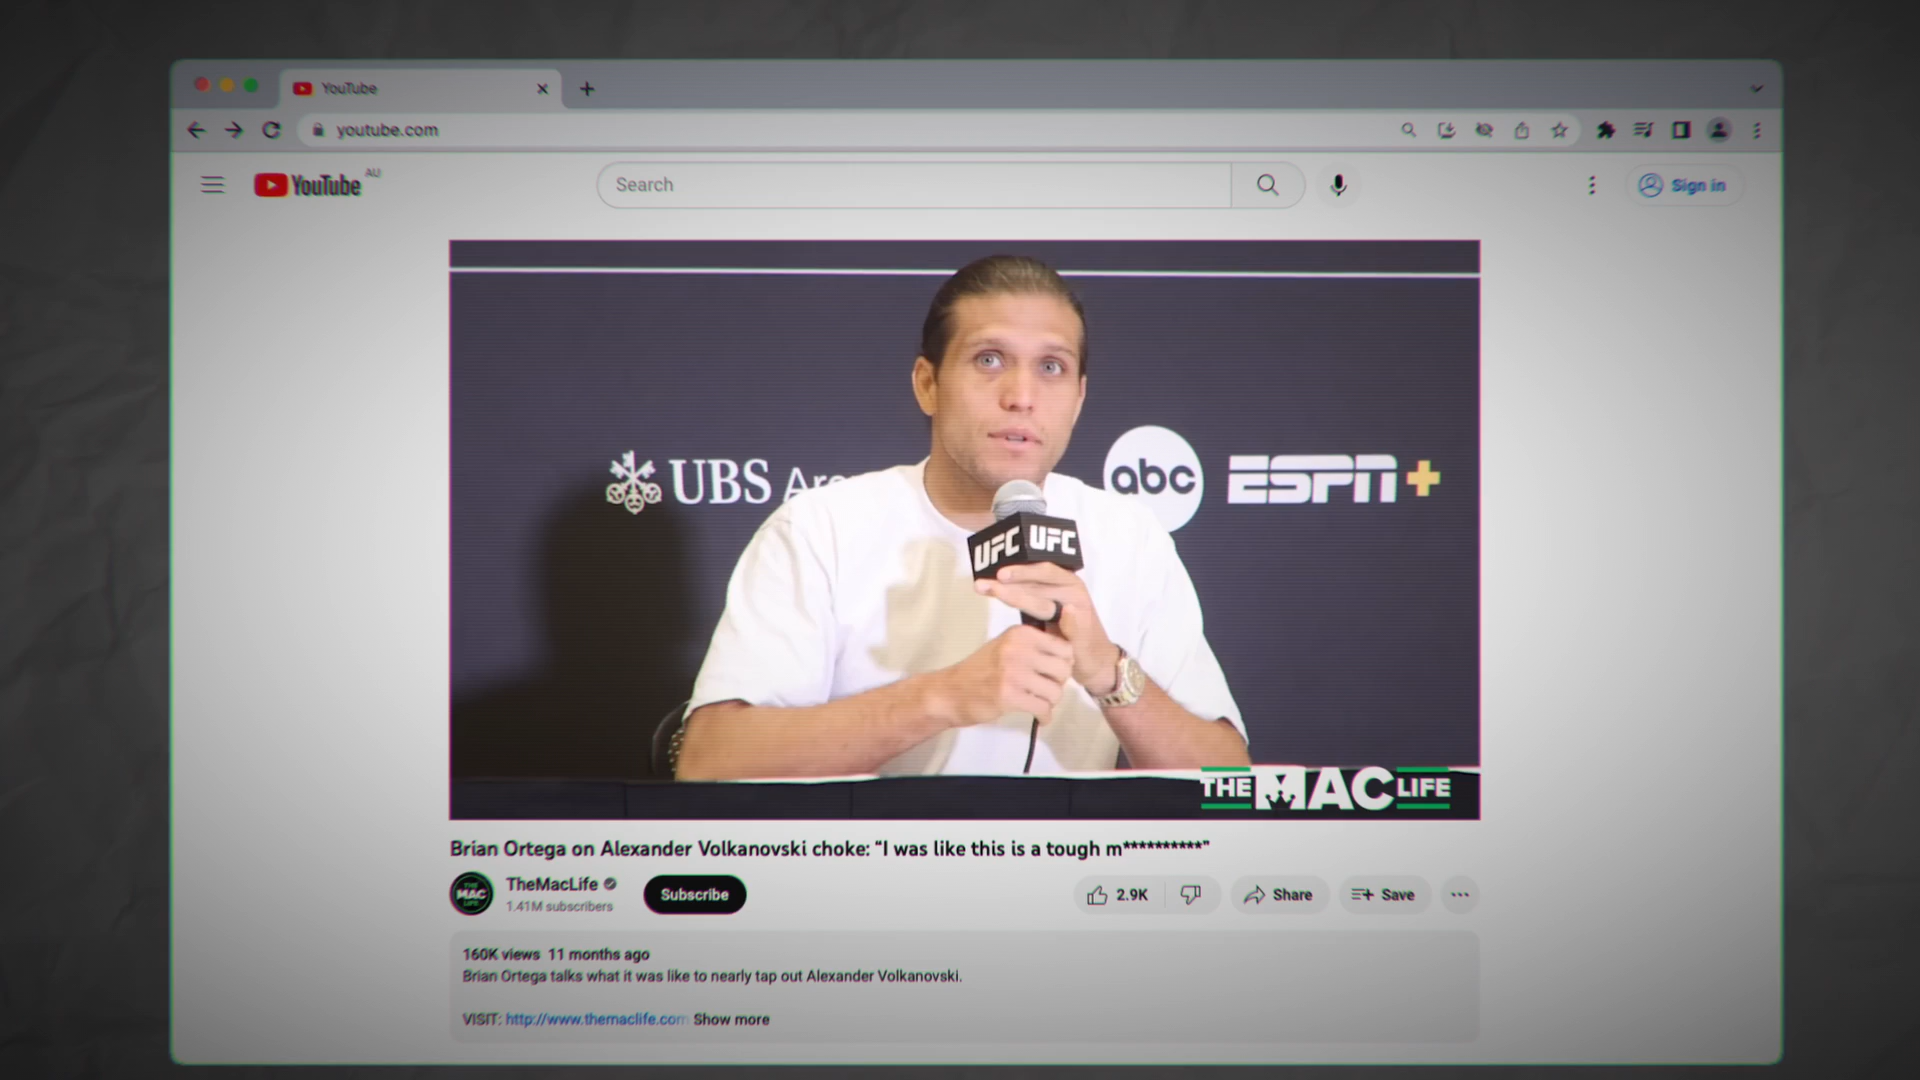 YouTube
youtube.com
YouTube AU
Search
Sign in
UBS Are
abc
ESPN+
UFC UFC
THE MAC LIFE
Brian Ortega on Alexander Volkanovski choke: “I was like this is a tough m**********”
THE MAC LIFE
TheMacLife
1.41M subscribers
Subscribe
2.9K
Share
Save
160K views 11 months ago
Brian Ortega talks what it was like to nearly tap out Alexander Volkanovski.
VISIT: http://www.themaclife.com Show more